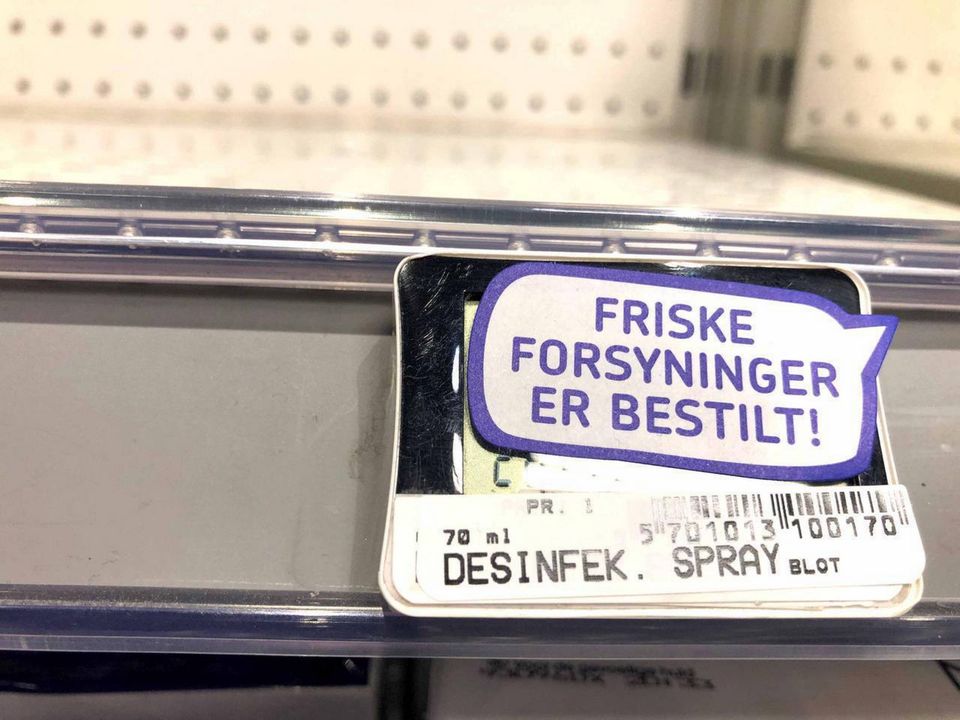 FRISKE
FORSYNINGER
ER BESTILT!
PR. 1
70 ml
5 701013 100170
DESINFEK. SPRAY BLOT